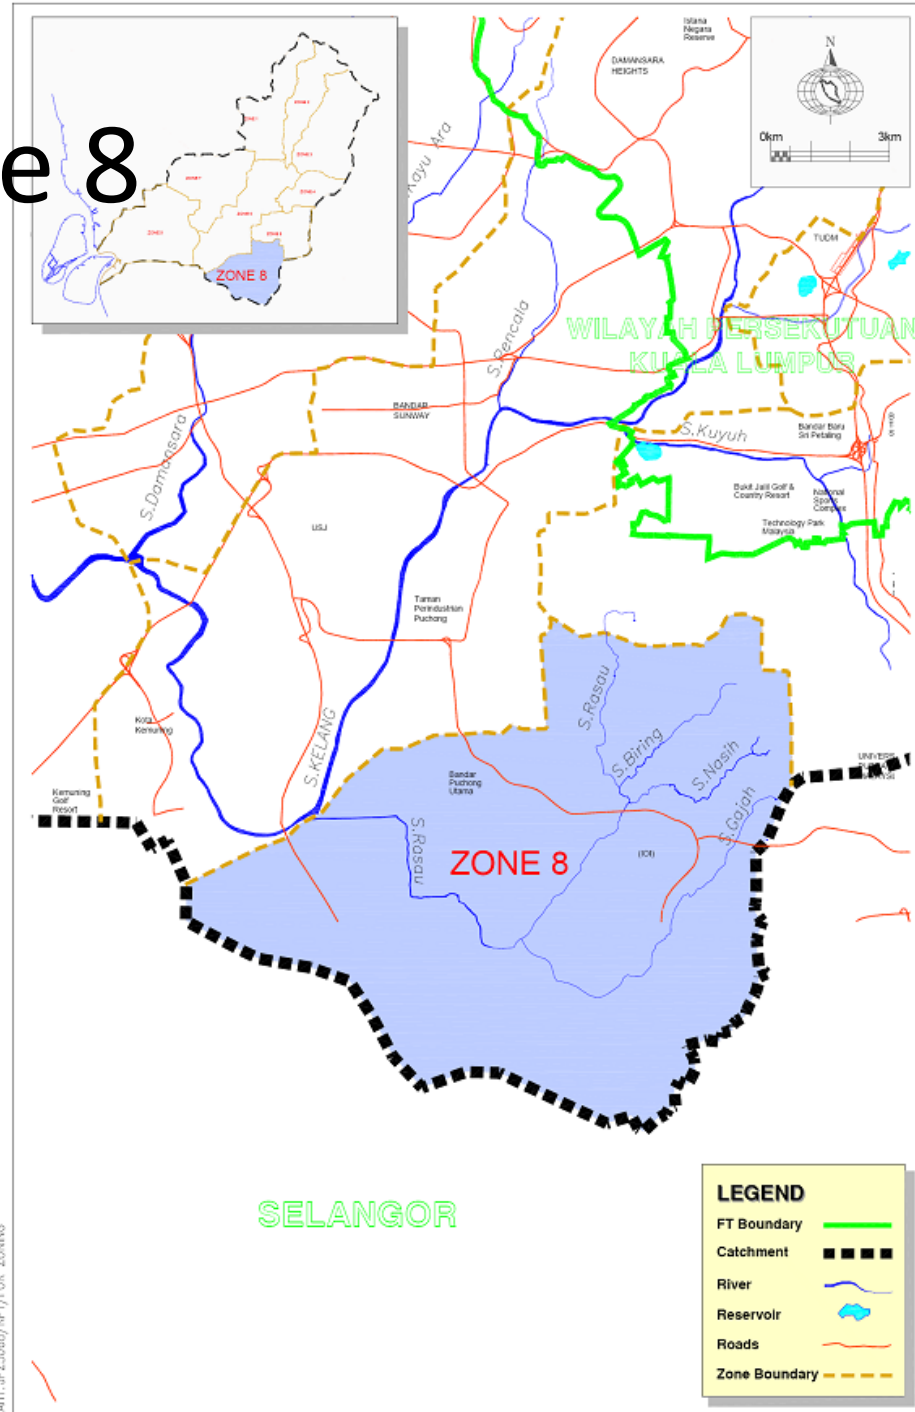 e 8
ZONE 8
Istana
Negara
Reserve
DAMANSARA
HEIGHTS
N
0km 3km
Kayu Ara
TUDM
S.Pencala
WILAYAH PERSEKUTUAN
KUALA LUMPUR
BANDAR
SUNWAY
S.Kuyuh
Bandar Baru
Sri Petaling
S.Damansara
USJ
Bukit Jalil Golf &
Country Resort
National
Sports
Complex
Technology Park
Malaysia
Taman
Perindustrian
Puchong
S.Rasau
S.Biring
S.Nasih
S.Gajah
Kota
Kemuning
S.KELANG
Bandar
Puchong
Utama
Kemuning
Golf
Resort
S.Rasau
ZONE 8
(IOI)
SELANGOR
LEGEND
FT Boundary
Catchment
River
Reservoir
Roads
Zone Boundary